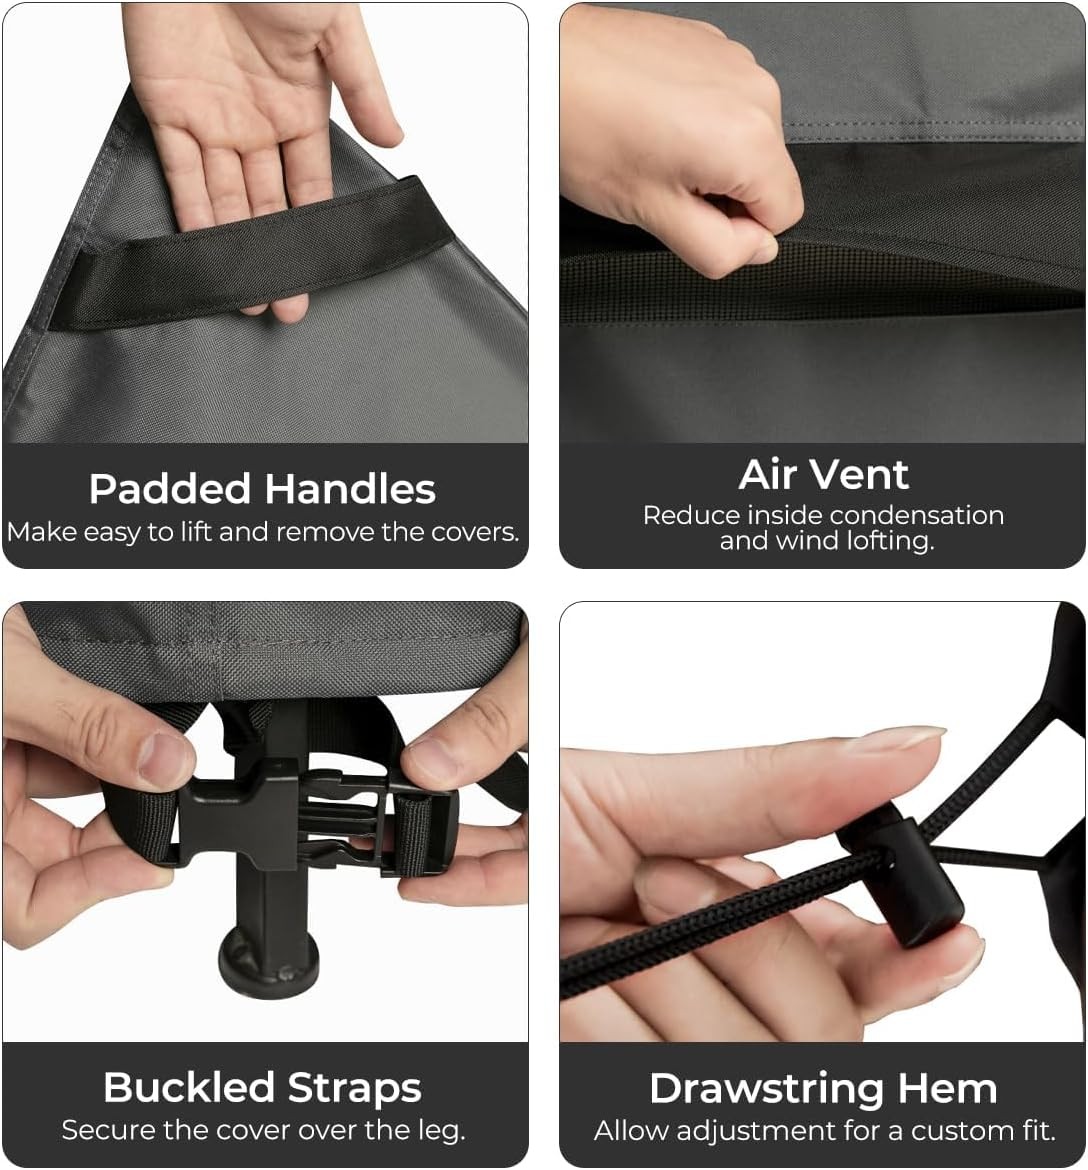 Padded Handles
Make easy to lift and remove the covers.
Air Vent
Reduce inside condensation
and wind lofting.
Buckled Straps
Secure the cover over the leg.
Drawstring Hem
Allow adjustment for a custom fit.